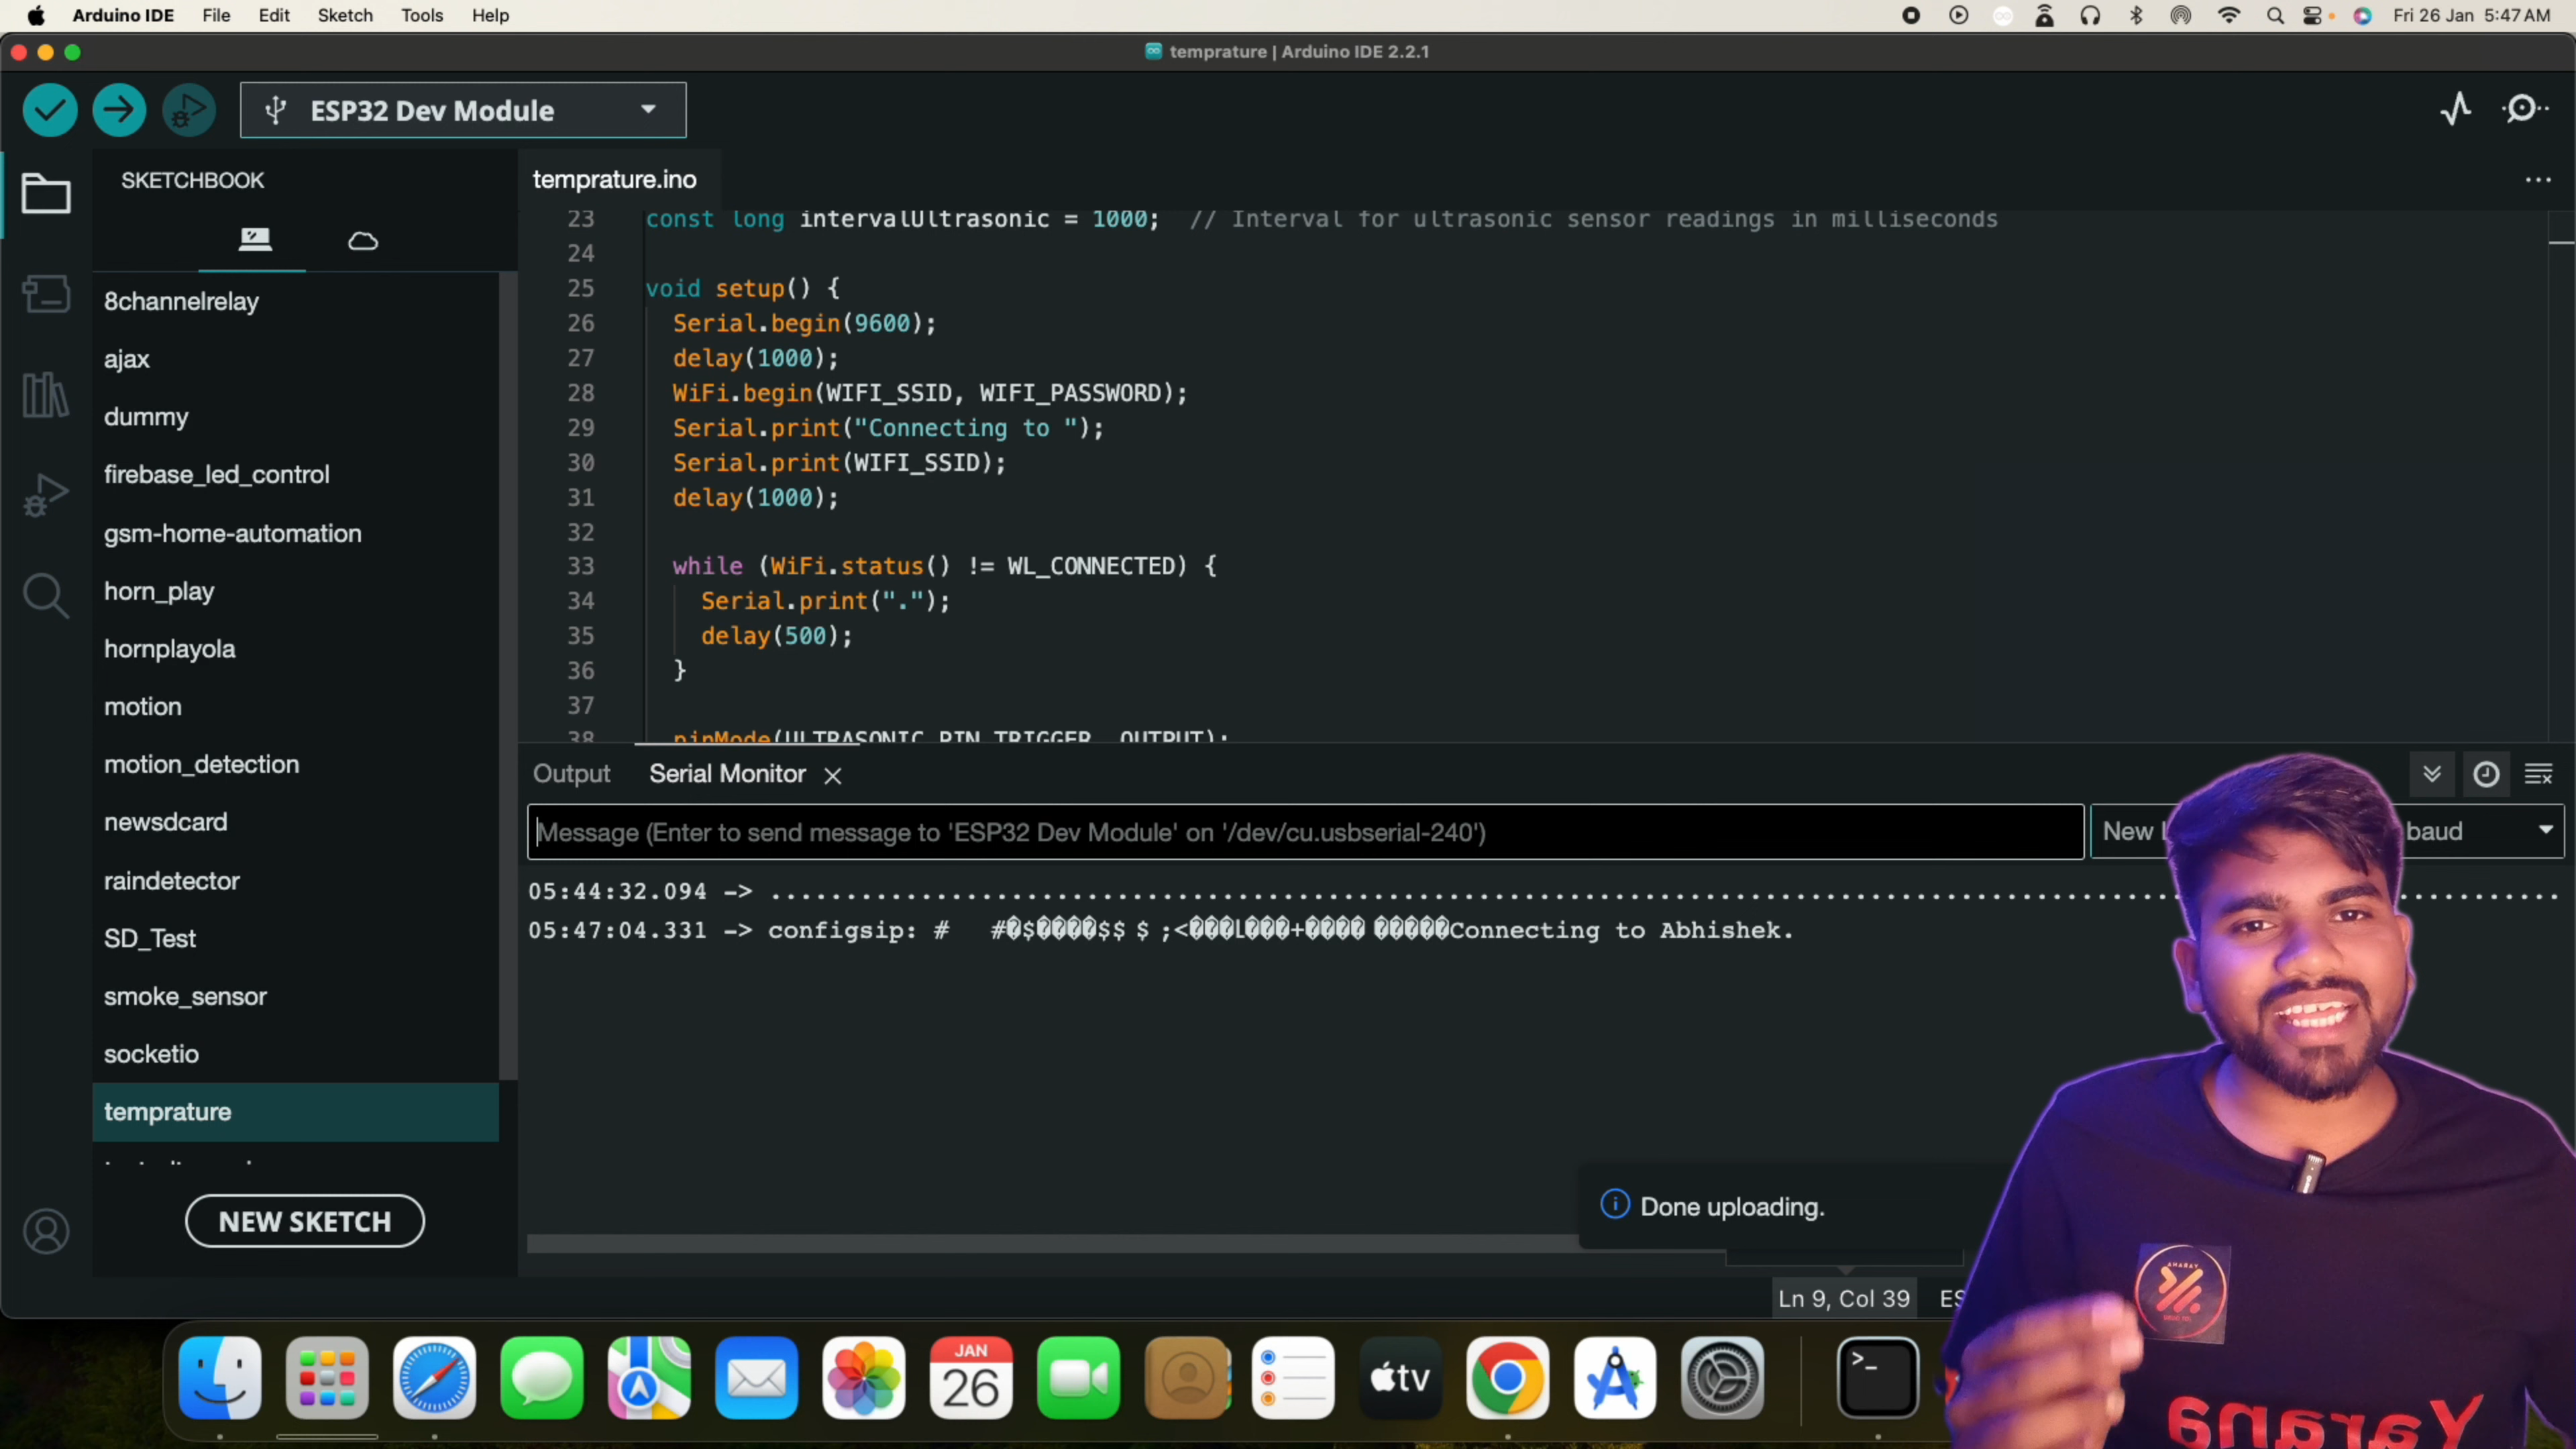 Arduino IDE File Edit Sketch Tools Help Fri 26 Jan 5:47 AM
temprature | Arduino IDE 2.2.1
ESP32 Dev Module
SKETCHBOOK
8channelrelay
ajax
dummy
firebase_led_control
gsm-home-automation
horn_play
hornplayola
motion
motion_detection
newsdcard
raindetector
SD_Test
smoke_sensor
socketio
temprature
NEW SKETCH
temprature.ino
23 const long intervalUltrasonic = 1000; // Interval for ultrasonic sensor readings in milliseconds
24
25 void setup() {
26 Serial.begin(9600);
27 delay(1000);
28 WiFi.begin(WIFI_SSID, WIFI_PASSWORD);
29 Serial.print("Connecting to ");
30 Serial.print(WIFI_SSID);
31 delay(1000);
32
33 while (WiFi.status() != WL_CONNECTED) {
34 Serial.print(".");
35 delay(500);
36 }
37
38 pinMode(ULTRASONIC_PIN_TRIGGER, OUTPUT);
Output Serial Monitor
Message (Enter to send message to 'ESP32 Dev Module' on '/dev/cu.usbserial-240') New baud
05:44:32.094 -> ................................................................................
05:47:04.331 -> configsip: # #�$����$$ $ ;<���L���+���� �����Connecting to Abhishek.
Done uploading.
Ln 9, Col 39
JAN
26
tv
Yarana